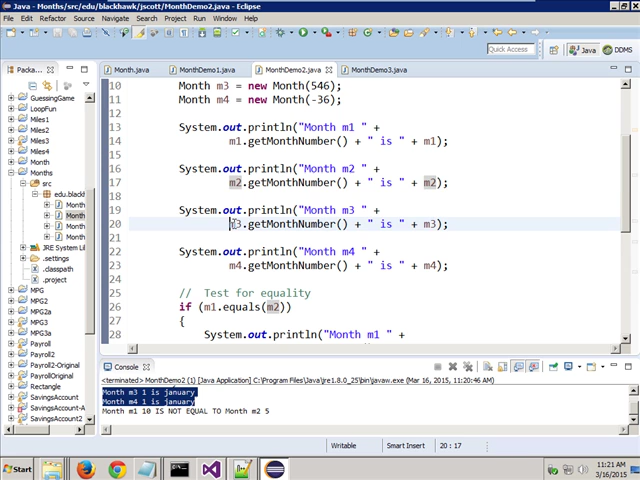 Java - Months/src/edu/blackhawk/jscott/MonthDemo2.java - Eclipse
File Edit Refactor Source Navigate Search Project Run Window Help
Quick Access Java DDMS
Packa...
Month.java MonthDemo1.java MonthDemo2.java MonthDemo3.java
GuessingGame
LoopFun
Miles1
Miles2
Miles3
Month
Months
src
edu.blackh
Month
Month
Month
Month
JRE System Lib
.settings
.classpath
.project
MPG
MPG2
MPG3
MPG3a
Payroll
Payroll2
Payroll2-Original
PayrollOriginal
Rectangle
SavingsAccount
SavingsAccount2
10 Month m3 = new Month(546);
11 Month m4 = new Month(-36);
12
13 System.out.println("Month m1 " +
14 m1.getMonthNumber() + " is " + m1);
15
16 System.out.println("Month m2 " +
17 m2.getMonthNumber() + " is " + m2);
18
19 System.out.println("Month m3 " +
20 m3.getMonthNumber() + " is " + m3);
21
22 System.out.println("Month m4 " +
23 m4.getMonthNumber() + " is " + m4);
24
25 // Test for equality
26 if (m1.equals(m2))
27 {
28 System.out.println("Month m1 " +
Console
<terminated> MonthDemo2 (1) [Java Application] C:\Program Files\Java\jre1.8.0_25\bin\javaw.exe (Mar 16, 2015, 11:20:46 AM)
Month m3 1 is january
Month m4 1 is january
Month m1 10 IS NOT EQUAL TO Month m2 5
Writable Smart Insert 20 : 17
Start
11:21 AM
3/16/2015